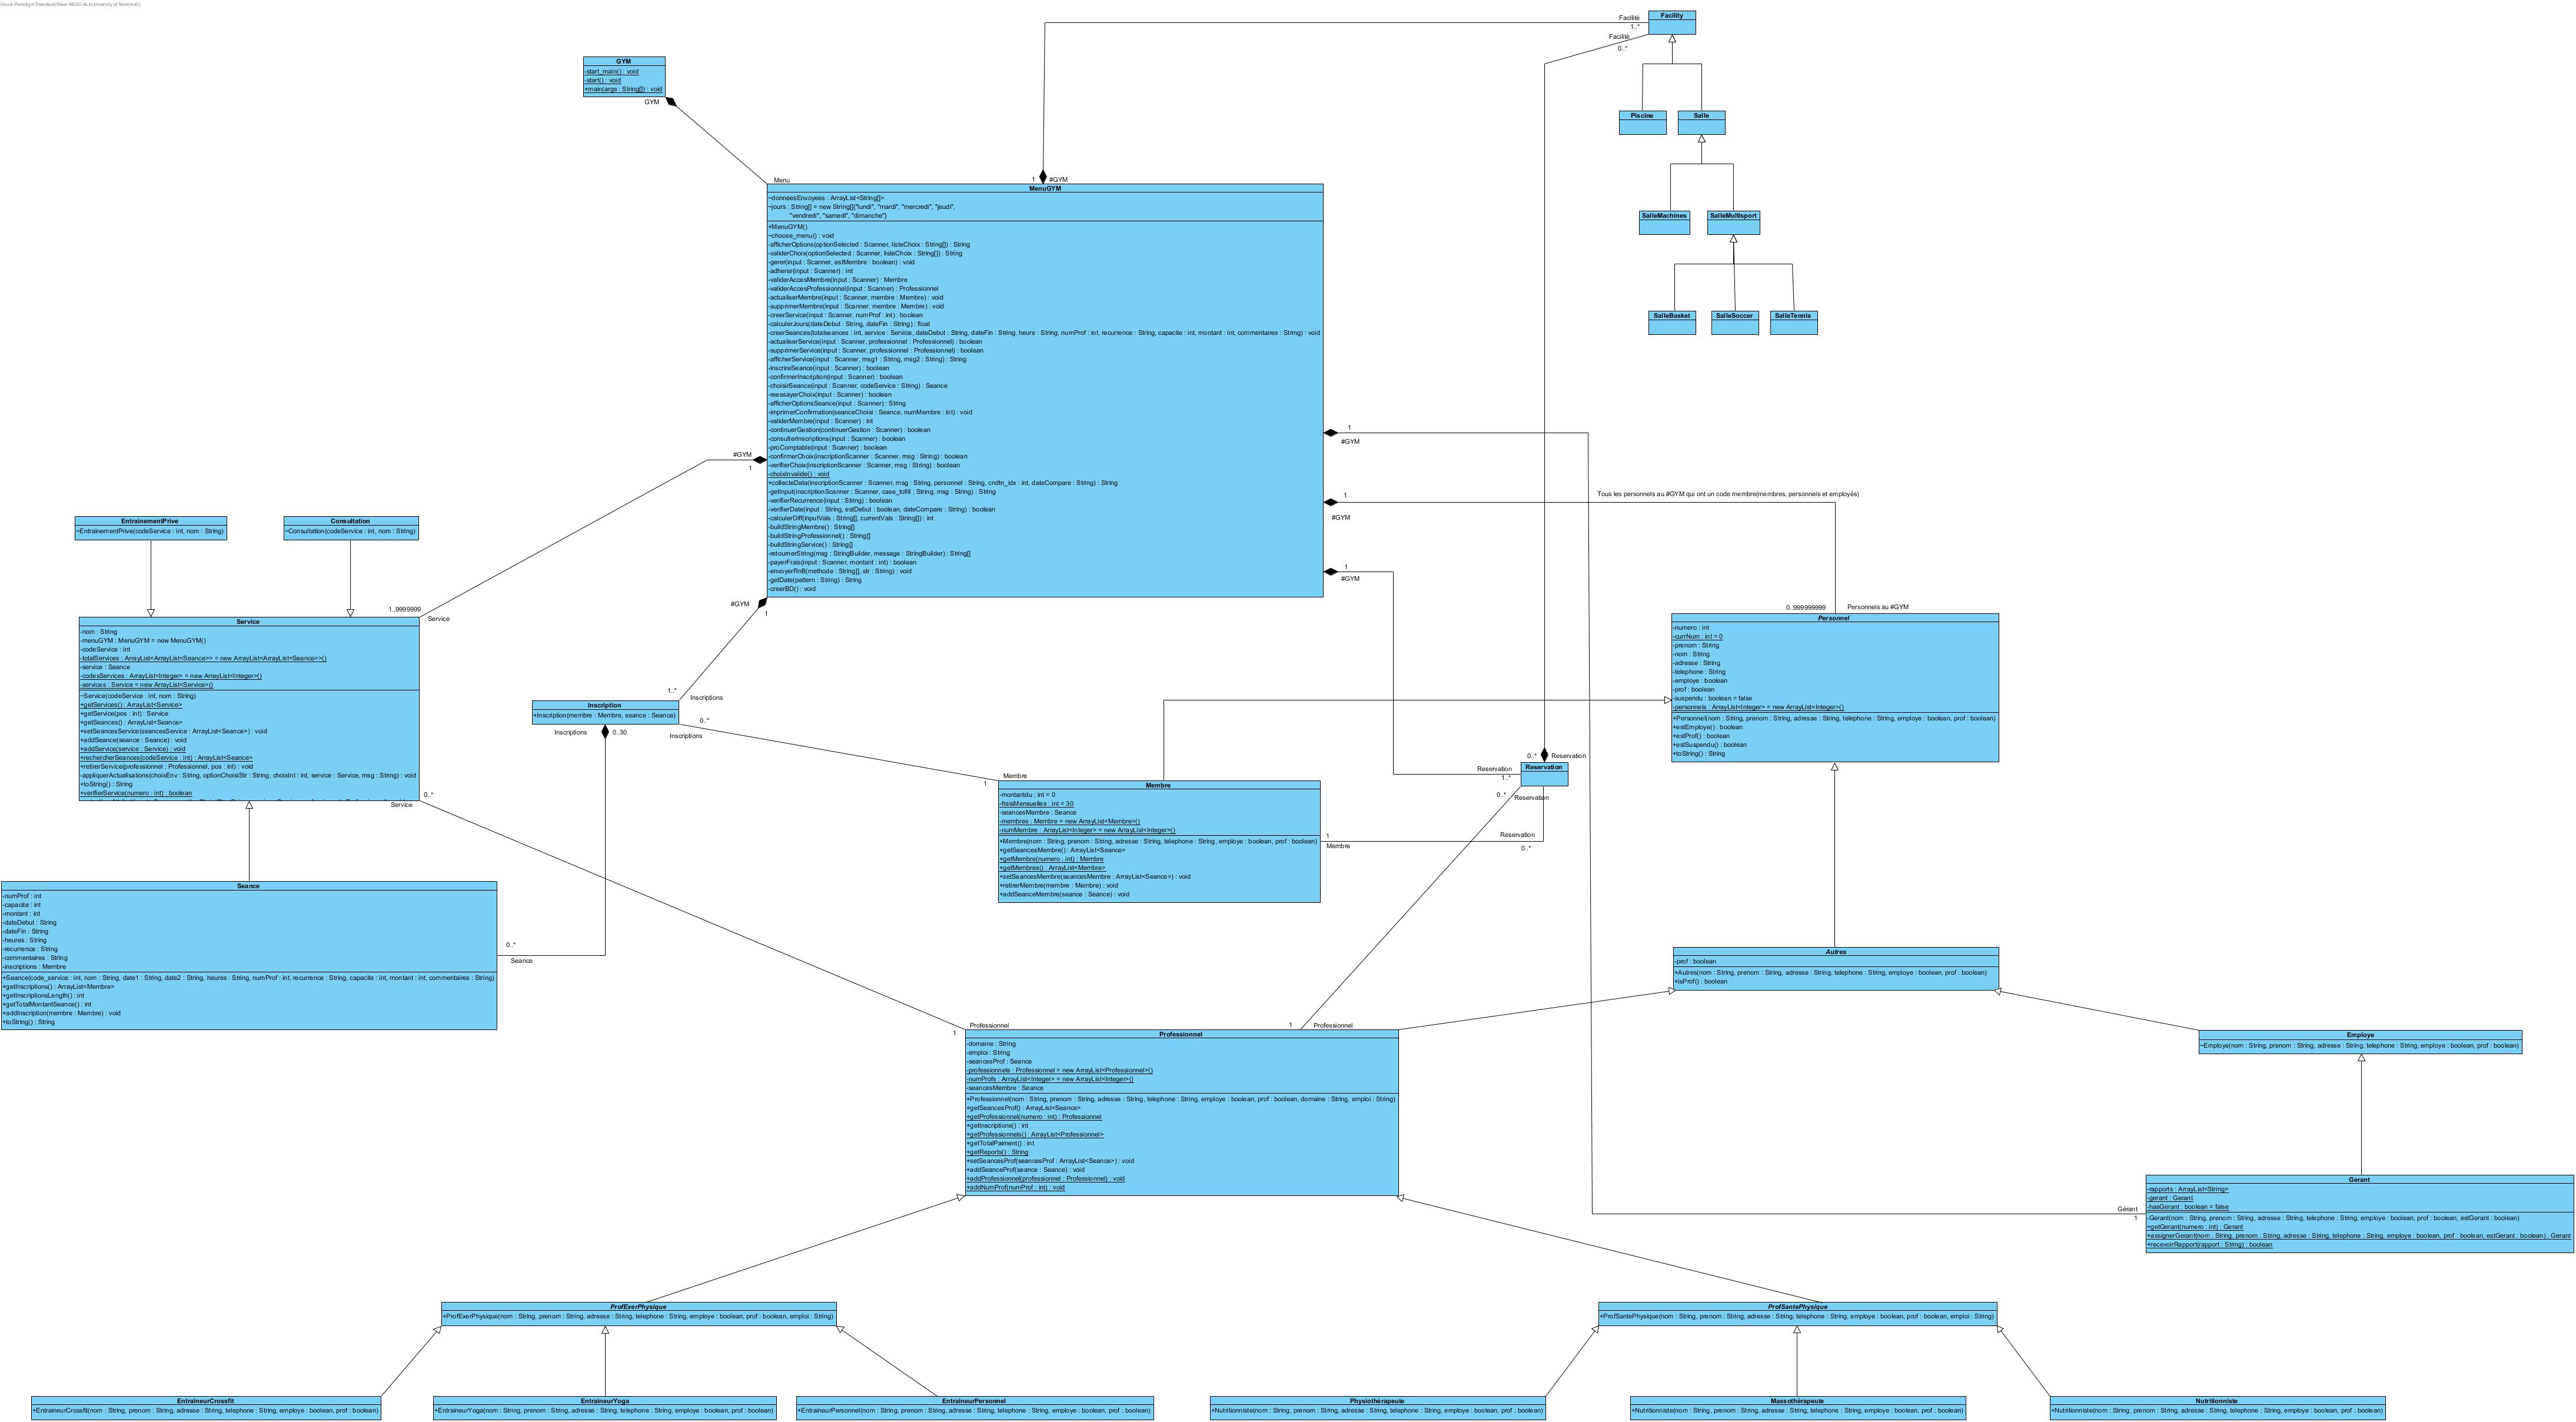 Visual Paradigm Standard(Wadi ABOU ALI(University of Montreal))
Facility
Facilité
1..*
Facilité
0..*
GYM
-start_main() : void
-start() : void
+main(args : String[]) : void
GYM
Piscine
Salle
Menu
1
#GYM
SalleMachines
SalleMultisport
SalleBasket
SalleSoccer
SalleTennis
MenuGYM
~donneesEnvoyees : ArrayList<String[]>
~jours : String[] = new String[]{"lundi", "mardi", "mercredi", "jeudi",
"vendredi", "samedi", "dimanche"}
+MenuGYM()
~choose_menu() : void
-afficherOptions(optionSelected : Scanner, listeChoix : String[]) : String
-validerChoix(optionSelected : Scanner, listeChoix : String[]) : String
-gerer(input : Scanner, estMembre : boolean) : void
-adherer(input : Scanner) : int
-validerAccesMembre(input : Scanner) : Membre
-validerAccesProfessionnel(input : Scanner) : Professionnel
-actualiserMembre(input : Scanner, membre : Membre) : void
-supprimerMembre(input : Scanner, membre : Membre) : void
-creerService(input : Scanner, numProf : int) : boolean
-calculerJours(dateDebut : String, dateFin : String) : float
-creerSeances(totalseances : int, service : Service, dateDebut : String, dateFin : String, heure : String, numProf : int, recurrence : String, capacite : int, montant : int, commentaires : String) : void
-actualiserService(input : Scanner, professionnel : Professionnel) : boolean
-supprimerService(input : Scanner, professionnel : Professionnel) : boolean
-afficherService(input : Scanner, msg1 : String, msg2 : String) : String
-inscrireSeance(input : Scanner) : boolean
-confirmerInscription(input : Scanner) : boolean
-choisirSeance(input : Scanner, codeService : String) : Seance
-reessayerChoix(input : Scanner) : boolean
-afficherOptionsSeance(input : Scanner) : String
-imprimerConfirmation(seanceChoisi : Seance, numMembre : int) : void
-validerMembre(input : Scanner) : int
-continuerGestion(continuerGestion : Scanner) : boolean
-consulterInscriptions(input : Scanner) : boolean
-proComptable(input : Scanner) : boolean
-confirmerChoix(inscriptionScanner : Scanner, msg : String) : boolean
-verifierChoix(inscriptionScanner : Scanner, msg : String) : boolean
-choixInvalide() : void
+collecteData(inscriptionScanner : Scanner, msg : String, personnel : String, cndtn_idx : int, dateCompare : String) : String
-getInput(inscriptionScanner : Scanner, case_tofill : String, msg : String) : String
-verifierRecurrence(input : String) : boolean
-verifierDate(input : String, estDebut : boolean, dateCompare : String) : boolean
-calculerDiff(inputVals : String[], currentVals : String[]) : int
-buildStringMembre() : String[]
-buildStringProfessionnel() : String[]
-buildStringService() : String[]
-retournerString(msg : StringBuilder, message : StringBuilder) : String[]
-payerFrais(input : Scanner, montant : int) : boolean
-envoyerRnB(methode : String[], str : String) : void
-getDate(pattern : String) : String
-creerBD() : void
1
#GYM
1
#GYM
1
#GYM
#GYM
1
#GYM
1
Tous les personnels au #GYM qui ont un code membre(membres, personnels et employés)
EntrainementPrive
~EntrainementPrive(codeService : int, nom : String)
Consultation
~Consultation(codeService : int, nom : String)
1..9999999
Service
0..999999999
Personnels au #GYM
Service
-nom : String
-menuGYM : MenuGYM = new MenuGYM()
-codeService : int
-totalServices : ArrayList<ArrayList<Seance>> = new ArrayList<ArrayList<Seance>>()
-service : Seance
-codesServices : ArrayList<Integer> = new ArrayList<Integer>()
-services : Service = new ArrayList<Service>()
~Service(codeService : int, nom : String)
+getServices() : ArrayList<Service>
+getService(pos : int) : Service
+getSeances() : ArrayList<Seance>
+setSeancesService(seancesService : ArrayList<Seance>) : void
+addSeance(seance : Seance) : void
+addService(service : Service) : void
+rechercherSeances(codeService : int) : ArrayList<Seance>
+retirerService(professionnel : Professionnel, pos : int) : void
-appliquerActualisations(choixEnv : String, optionChoisiStr : String, choixInt : int, service : Service, msg : String) : void
+toString() : String
+verifierService(numero : int) : boolean
0..*
Service
Personnel
-numero : int
-currNum : int = 0
-prenom : String
-nom : String
-adresse : String
-telephone : String
-employe : boolean
-prof : boolean
-suspendu : boolean = false
-personnels : ArrayList<Integer> = new ArrayList<Integer>()
+Personnel(nom : String, prenom : String, adresse : String, telephone : String, employe : boolean, prof : boolean)
+estEmploye() : boolean
+estProf() : boolean
+estSuspendu() : boolean
+toString() : String
1..*
Inscriptions
Inscription
+Inscription(membre : Membre, seance : Seance)
Inscriptions
0..30
0..*
Inscriptions
0..*
Reservation
Reservation
Reservation
1..*
0..*
Reservation
Reservation
0..*
Membre
1
Membre
-montantdu : int = 0
-fraisMensuelles : int = 30
-seancesMembre : Seance
-membres : Membre = new ArrayList<Membre>()
-numMembre : ArrayList<Integer> = new ArrayList<Integer>()
+Membre(nom : String, prenom : String, adresse : String, telephone : String, employe : boolean, prof : boolean)
+getSeancesMembre() : ArrayList<Seance>
+getMembre(numero : int) : Membre
+getMembres() : ArrayList<Membre>
+setSeancesMembre(seancesMembre : ArrayList<Seance>) : void
+retirerMembre(membre : Membre) : void
+addSeanceMembre(seance : Seance) : void
1
Membre
Seance
-numProf : int
-capacite : int
-montant : int
-dateDebut : String
-dateFin : String
-heures : String
-recurrence : String
-commentaires : String
-inscriptions : Membre
+Seance(code_service : int, nom : String, date1 : String, date2 : String, heures : String, numProf : int, recurrence : String, capacite : int, montant : int, commentaires : String)
+getInscriptions() : ArrayList<Membre>
+getInscriptionsLength() : int
+getTotalMontantSeance() : int
+addInscription(membre : Membre) : void
+toString() : String
0..*
Seance
Autres
-prof : boolean
+Autres(nom : String, prenom : String, adresse : String, telephone : String, employe : boolean, prof : boolean)
+isProf() : boolean
Professionnel
1
1
Professionnel
Professionnel
-domaine : String
-emploi : String
-seancesProf : Seance
-professionnels : Professionnel = new ArrayList<Professionnel>()
-numProfs : ArrayList<Integer> = new ArrayList<Integer>()
-seancesMembre : Seance
+Professionnel(nom : String, prenom : String, adresse : String, telephone : String, employe : boolean, prof : boolean, domaine : String, emploi : String)
+getSeancesProf() : ArrayList<Seance>
+getProfessionnel(numero : int) : Professionnel
+getInscriptions() : int
+getProfessionnels() : ArrayList<Professionnel>
+getTotalPaiment() : int
+getReports() : String
+setSeancesProf(seancesProf : ArrayList<Seance>) : void
+addSeanceProf(seance : Seance) : void
+addProfessionnel(professionnel : Professionnel) : void
+addNumProf(numProf : int) : void
Employe
~Employe(nom : String, prenom : String, adresse : String, telephone : String, employe : boolean, prof : boolean)
Gérant
1
Gerant
-rapports : ArrayList<String>
-gerant : Gerant
-hasGerant : boolean = false
-Gerant(nom : String, prenom : String, adresse : String, telephone : String, employe : boolean, prof : boolean, estGerant : boolean)
+getGerant(numero : int) : Gerant
+assignerGerant(nom : String, prenom : String, adresse : String, telephone : String, employe : boolean, prof : boolean, estGerant : boolean) : Gerant
+recevoirRapport(rapport : String) : boolean
ProfExerPhysique
+ProfExerPhysique(nom : String, prenom : String, adresse : String, telephone : String, employe : boolean, prof : boolean, emploi : String)
ProfSantePhysique
+ProfSantePhysique(nom : String, prenom : String, adresse : String, telephone : String, employe : boolean, prof : boolean, emploi : String)
EntraineurCrossfit
+EntraineurCrossfit(nom : String, prenom : String, adresse : String, telephone : String, employe : boolean, prof : boolean)
EntraineurYoga
+EntraineurYoga(nom : String, prenom : String, adresse : String, telephone : String, employe : boolean, prof : boolean)
EntraineurPersonnel
+EntraineurPersonnel(nom : String, prenom : String, adresse : String, telephone : String, employe : boolean, prof : boolean)
Physiothérapeute
+Nutritionniste(nom : String, prenom : String, adresse : String, telephone : String, employe : boolean, prof : boolean)
Massothérapeute
+Nutritionniste(nom : String, prenom : String, adresse : String, telephone : String, employe : boolean, prof : boolean)
Nutritionniste
+Nutritionniste(nom : String, prenom : String, adresse : String, telephone : String, employe : boolean, prof : boolean)